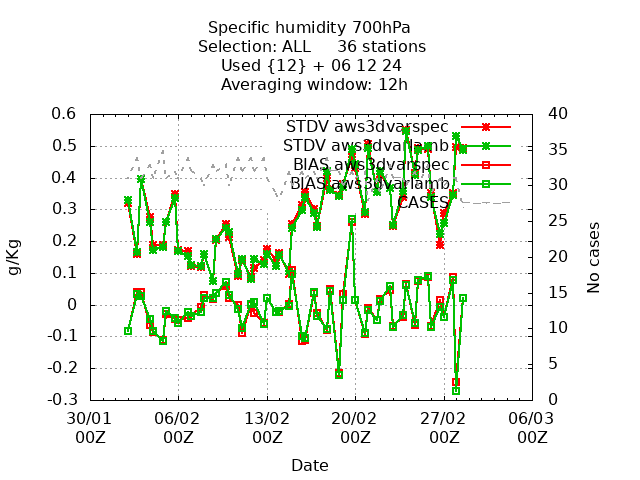 Specific humidity 700hPa
Selection: ALL 36 stations
Used {12} + 06 12 24
Averaging window: 12h
0.6 40
STDV aws3dvarspec
0.5 35
STDV aws3dvarlamb
BIAS aws3dvarspec
0.4 30
BIAS aws3dvarlamb
CASES
0.3 25
0.2 20
0.1 15
0 10
-0.1
-0.2 5
-0.3 0
g/Kg
No cases
30/01 06/02 13/02 20/02 27/02 06/03
00Z 00Z 00Z 00Z 00Z 00Z
Date